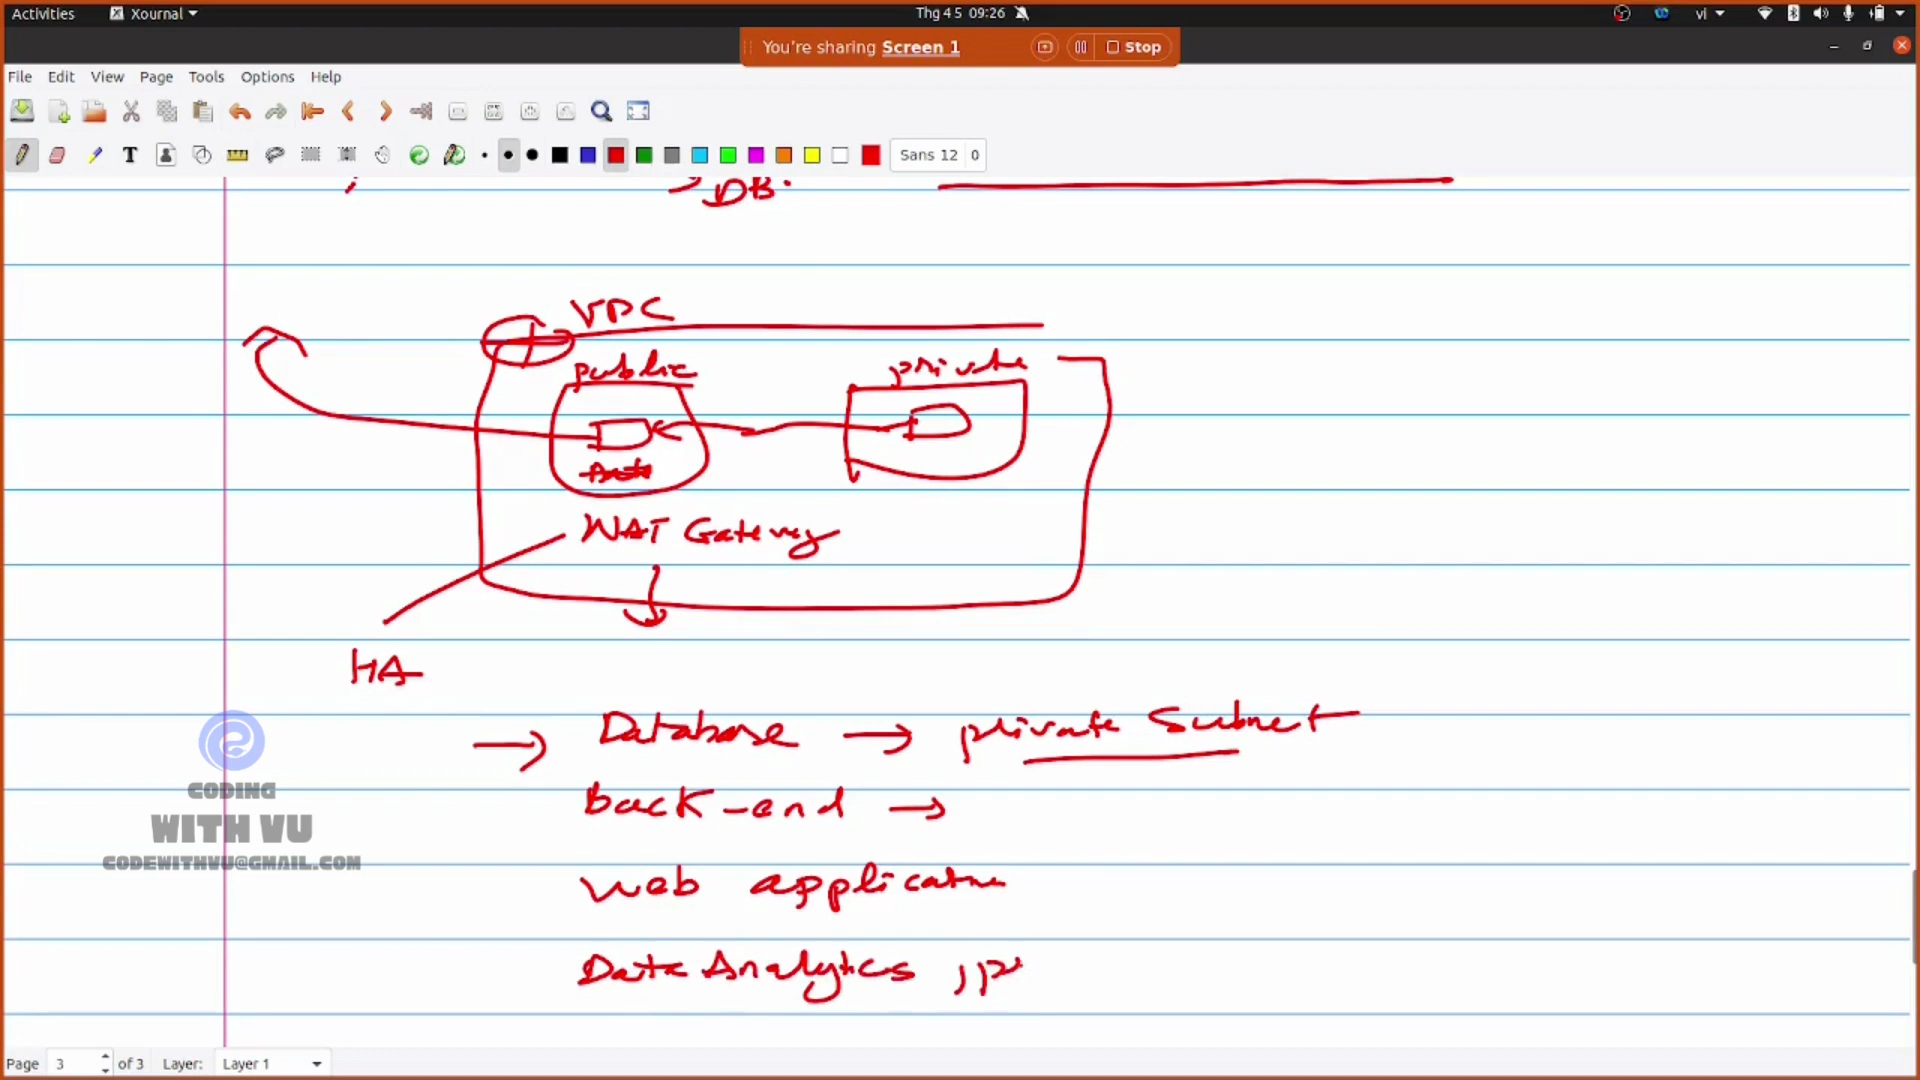 Activities Xournal Thg 4 5 09:26 vi
You're sharing Screen 1 Stop
File Edit View Page Tools Options Help
Sans 12 0
DB.
VPC
public private
NAT Gateway
HA
→ Database → private Subnet
back-end →
CODING
WITH VU
web application
CODEWITHVU@GMAIL.COM
Data Analytics
Page 3 of 3 Layer: Layer 1